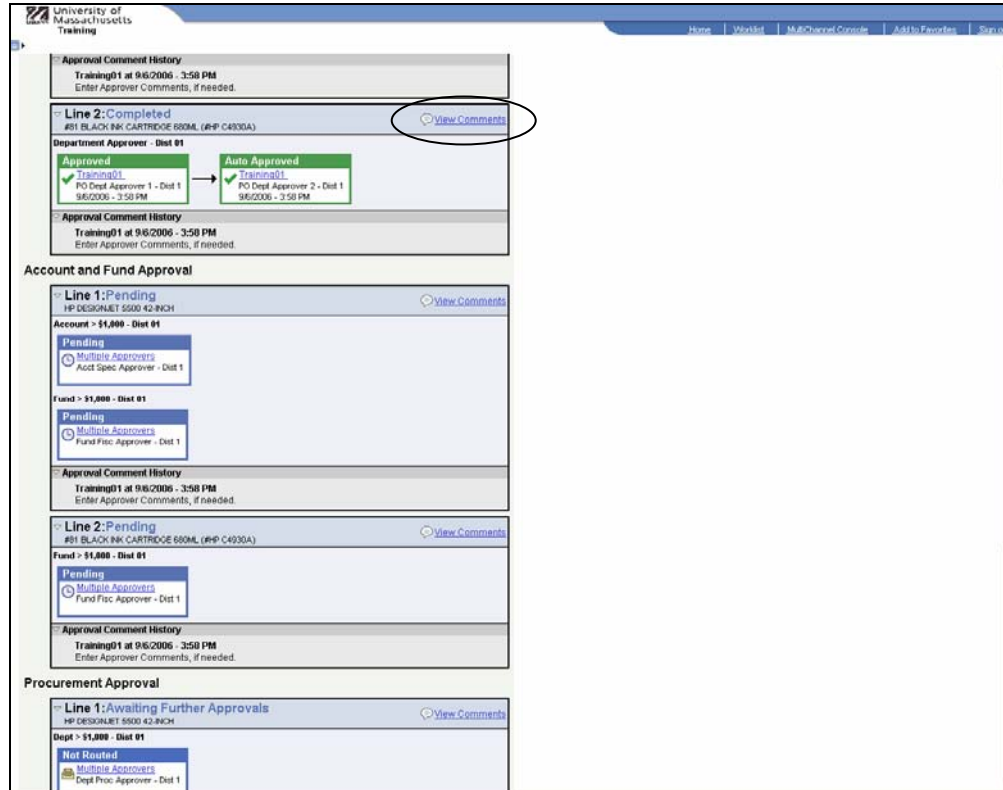 University of
Massachusetts
Training
Home | Worklist | MultiChannel Console | Add to Favorites |
Approval Comment History
Training01 at 9/6/2006 - 3:58 PM
Enter Approver Comments, if needed.
Line 2:Completed
#81 BLACK INK CARTRIDGE 680ML (#HP C4930A)
View Comments
Department Approver - Dist 01
Approved
Training01
PO Dept Approver 1 - Dist 1
9/6/2006 - 3:58 PM
Auto Approved
Training01
PO Dept Approver 2 - Dist 1
9/6/2006 - 3:58 PM
Approval Comment History
Training01 at 9/6/2006 - 3:58 PM
Enter Approver Comments, if needed.
Account and Fund Approval
Line 1:Pending
HP DESIGNJET 5500 42-INCH
View Comments
Account > $1,000 - Dist 01
Pending
Multiple Approvers
Acct Spec Approver - Dist 1
Fund > $1,000 - Dist 01
Pending
Multiple Approvers
Fund Fisc Approver - Dist 1
Approval Comment History
Training01 at 9/6/2006 - 3:58 PM
Enter Approver Comments, if needed.
Line 2:Pending
#81 BLACK INK CARTRIDGE 680ML (#HP C4930A)
View Comments
Fund > $1,000 - Dist 01
Pending
Multiple Approvers
Fund Fisc Approver - Dist 1
Approval Comment History
Training01 at 9/6/2006 - 3:58 PM
Enter Approver Comments, if needed.
Procurement Approval
Line 1:Awaiting Further Approvals
HP DESIGNJET 5500 42-INCH
View Comments
Dept > $1,000 - Dist 01
Not Routed
Multiple Approvers
Dept Proc Approver - Dist 1